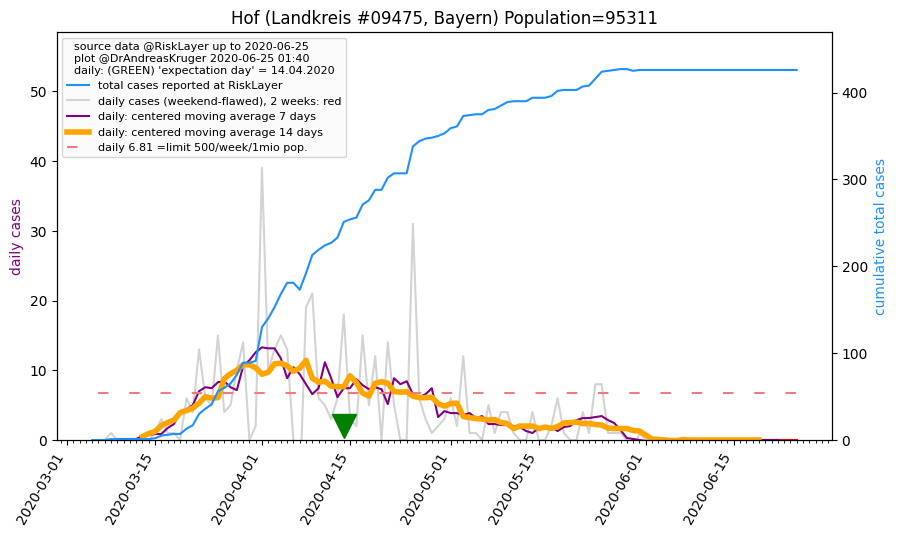 Hof (Landkreis #09475, Bayern) Population=95311
source data @RiskLayer up to 2020-06-25
plot @DrAndreasKruger 2020-06-25 01:40
daily: (GREEN) 'expectation day' = 14.04.2020
total cases reported at RiskLayer
daily cases (weekend-flawed), 2 weeks: red
daily: centered moving average 7 days
daily: centered moving average 14 days
daily 6.81 =limit 500/week/1mio pop.
daily cases
50
40
30
20
10
0
cumulative total cases
400
300
200
100
0
2020-03-01
2020-03-15
2020-04-01
2020-04-15
2020-05-01
2020-05-15
2020-06-01
2020-06-15